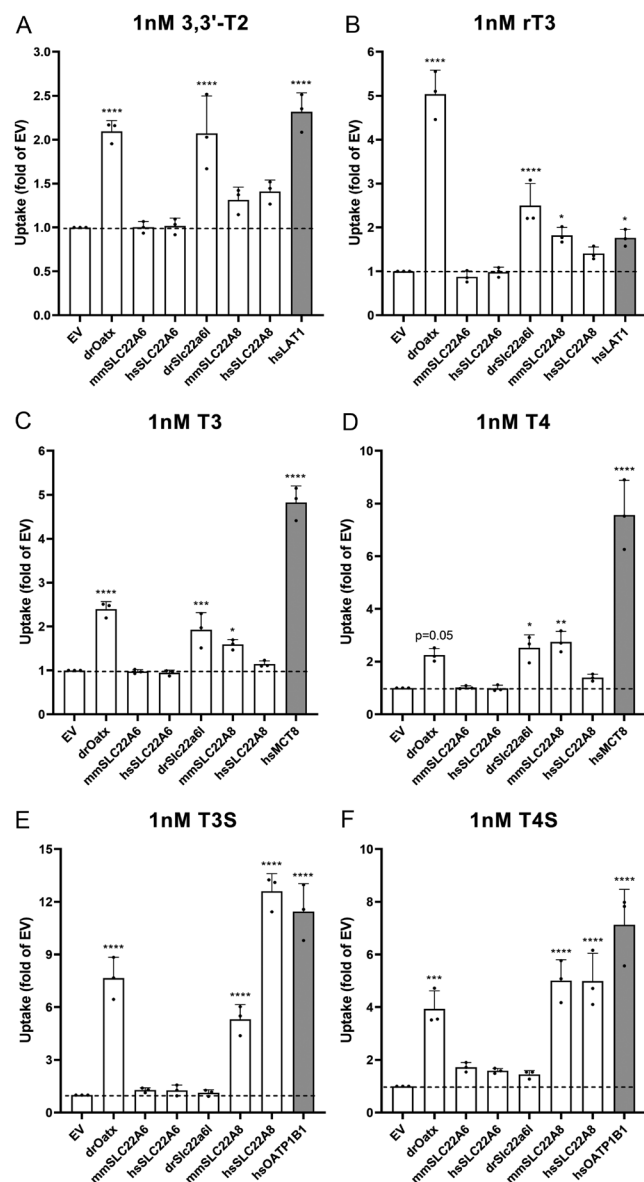 A
1nM 3,3'-T2
Uptake (fold of EV)
2.5
2.0
1.5
1.0
0.5
0.0
****
****
****
EV
drOatx
mmSLC22A6
hsSLC22A6
drSlc22a6l
mmSLC22A8
hsSLC22A8
hsLAT1
B
1nM rT3
Uptake (fold of EV)
6
5
4
3
2
1
0
****
****
*
*
EV
drOatx
mmSLC22A6
hsSLC22A6
drSlc22a6l
mmSLC22A8
hsSLC22A8
hsLAT1
C
1nM T3
Uptake (fold of EV)
6
5
4
3
2
1
0
****
***
*
****
EV
drOatx
mmSLC22A6
hsSLC22A6
drSlc22a6l
mmSLC22A8
hsSLC22A8
hsMCT8
D
1nM T4
Uptake (fold of EV)
10
8
6
4
2
0
p=0.05
*
**
****
EV
drOatx
mmSLC22A6
hsSLC22A6
drSlc22a6l
mmSLC22A8
hsSLC22A8
hsMCT8
E
1nM T3S
Uptake (fold of EV)
15
12
9
6
3
0
****
****
****
****
EV
drOatx
mmSLC22A6
hsSLC22A6
drSlc22a6l
mmSLC22A8
hsSLC22A8
hsOATP1B1
F
1nM T4S
Uptake (fold of EV)
10
8
6
4
2
0
***
****
****
****
EV
drOatx
mmSLC22A6
hsSLC22A6
drSlc22a6l
mmSLC22A8
hsSLC22A8
hsOATP1B1